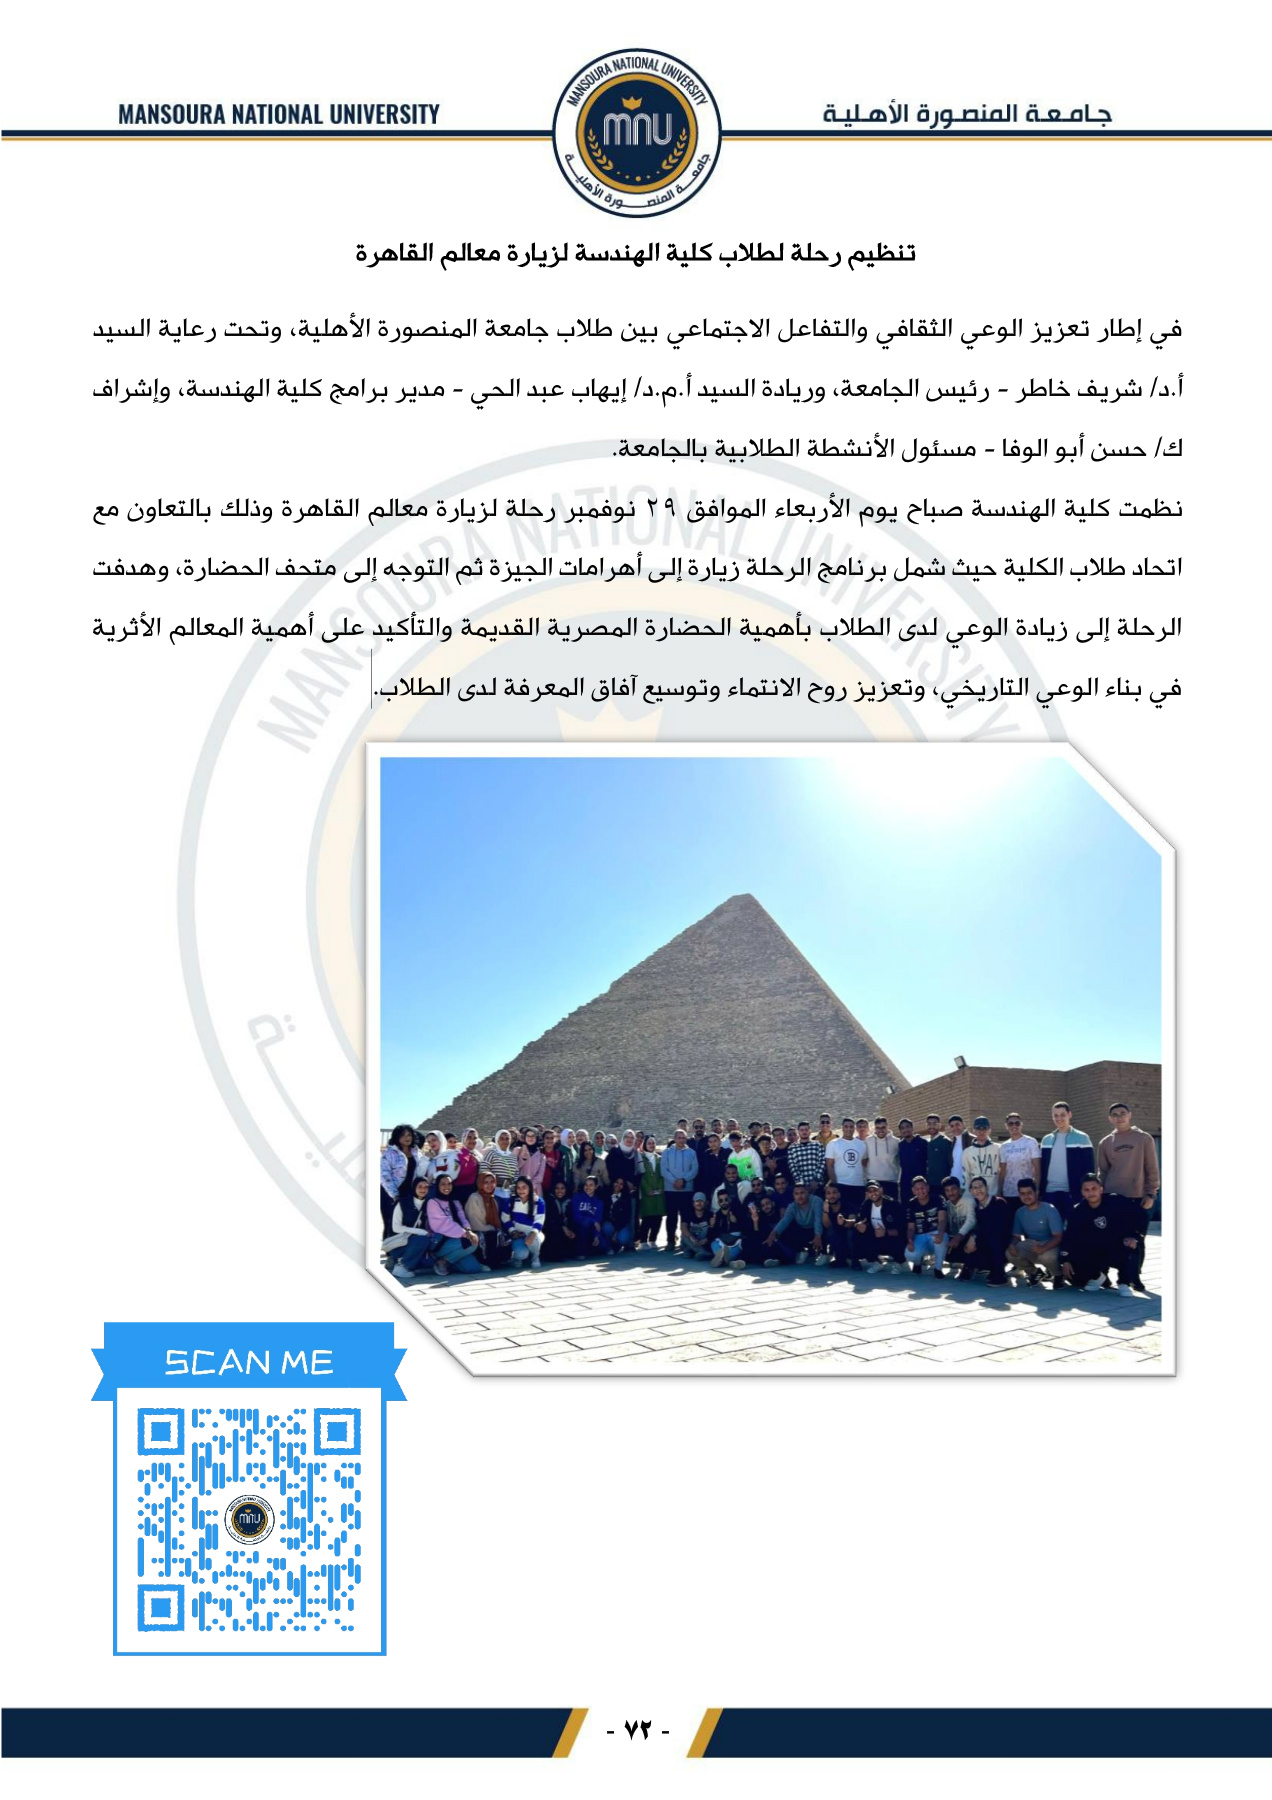 MANSOURA NATIONAL UNIVERSITY
جامعة المنصورة الأهلية
MANSOURA NATIONAL UNIVERSITY
mnu
جامعة المنصورة الأهلية
تنظيم رحلة لطلاب كلية الهندسة لزيارة معالم القاهرة
في إطار تعزيز الوعي الثقافي والتفاعل الاجتماعي بين طلاب جامعة المنصورة الأهلية، وتحت رعاية السيد
أ.د/ شريف خاطر - رئيس الجامعة، وريادة السيد أ.م.د/ إيهاب عبد الحي - مدير برامج كلية الهندسة، وإشراف
ك/ حسن أبو الوفا - مسئول الأنشطة الطلابية بالجامعة.
نظمت كلية الهندسة صباح يوم الأربعاء الموافق ٢٩ نوفمبر رحلة لزيارة معالم القاهرة وذلك بالتعاون مع
اتحاد طلاب الكلية حيث شمل برنامج الرحلة زيارة إلى أهرامات الجيزة ثم التوجه إلى متحف الحضارة، وهدفت
الرحلة إلى زيادة الوعي لدى الطلاب بأهمية الحضارة المصرية القديمة والتأكيد على أهمية المعالم الأثرية
في بناء الوعي التاريخي، وتعزيز روح الانتماء وتوسيع آفاق المعرفة لدى الطلاب.
MANSOURA NATIONAL UNIVERSITY
SCAN ME
mnu
- ٧٢ -